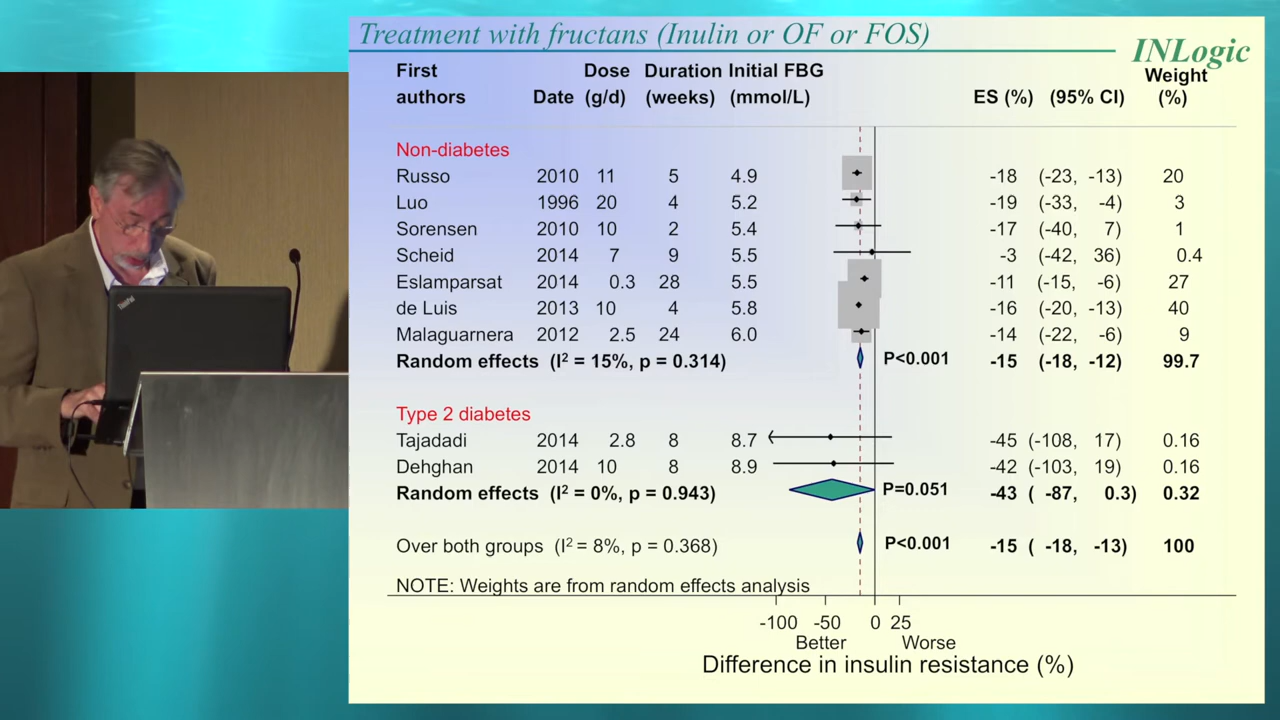 Treatment with fructans (Inulin or OF or FOS)
INLogic
First authors Date Dose (g/d) Duration (weeks) Initial FBG (mmol/L) ES (%) (95% CI) Weight (%)
Non-diabetes
Russo 2010 11 5 4.9 -18 (-23, -13) 20
Luo 1996 20 4 5.2 -19 (-33, -4) 3
Sorensen 2010 10 2 5.4 -17 (-40, 7) 1
Scheid 2014 7 9 5.5 -3 (-42, 36) 0.4
Eslamparsat 2014 0.3 28 5.5 -11 (-15, -6) 27
de Luis 2013 10 4 5.8 -16 (-20, -13) 40
Malaguarnera 2012 2.5 24 6.0 -14 (-22, -6) 9
Random effects (I² = 15%, p = 0.314) P<0.001 -15 (-18, -12) 99.7
Type 2 diabetes
Tajadadi 2014 2.8 8 8.7 -45 (-108, 17) 0.16
Dehghan 2014 10 8 8.9 -42 (-103, 19) 0.16
Random effects (I² = 0%, p = 0.943) P=0.051 -43 ( -87, 0.3) 0.32
Over both groups (I² = 8%, p = 0.368) P<0.001 -15 ( -18, -13) 100
NOTE: Weights are from random effects analysis
-100 -50 0 25
Better Worse
Difference in insulin resistance (%)
ThinkPad